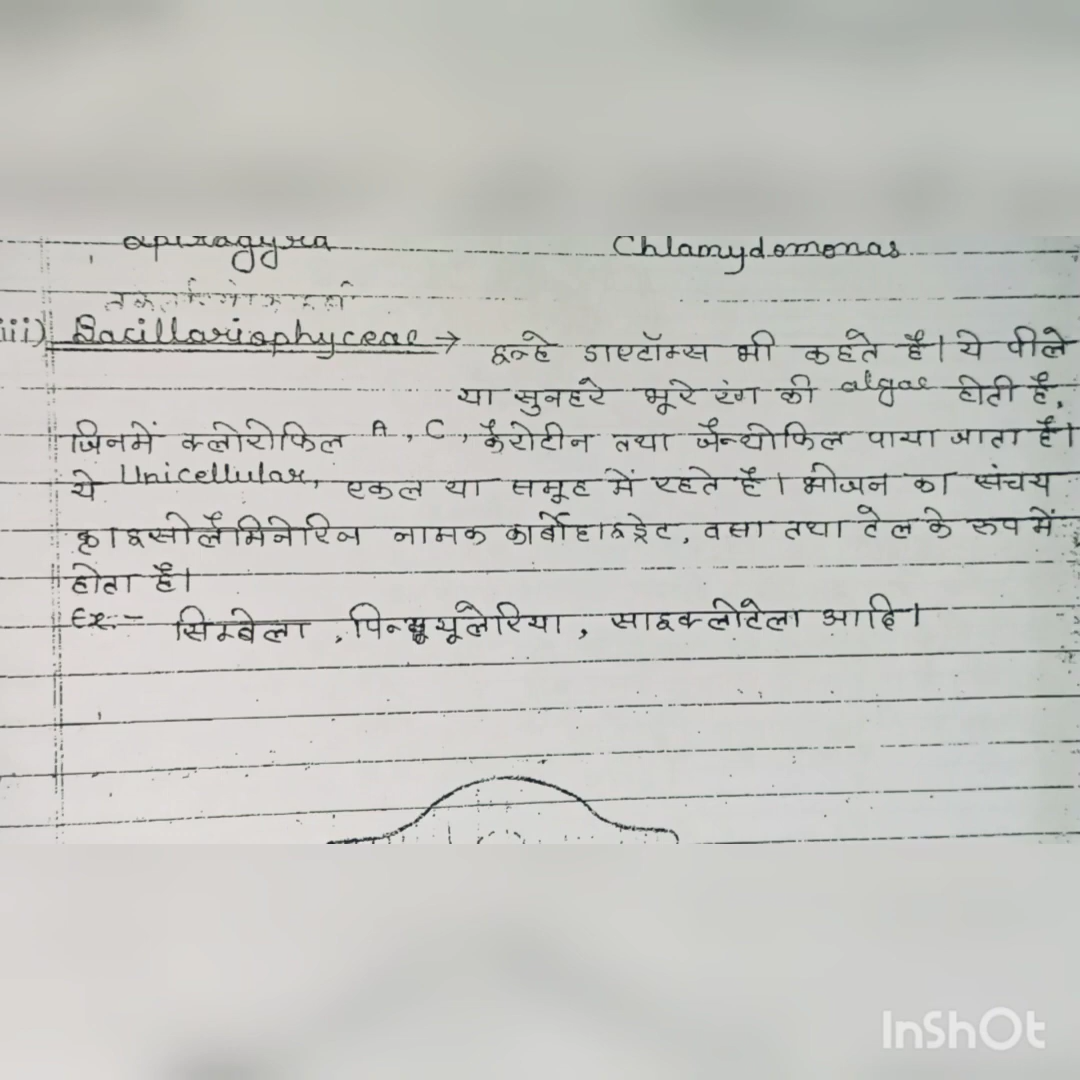 spirogyra Chlamydomonas
iii) Bacillariophyceae → इन्हे डाएटॉम्स भी कहते है। ये पीले
या सुनहरे भूरे रंग की algae होती है,
जिनमें क्लोरोफिल A, C, कैरोटीन तथा जैन्थोफिल पाया जाता है।
ये Unicellular, एकल या समूह में रहते है। भोजन का संचय
क्राइसोलैमिनेरिन नामक कार्बोहाइड्रेट, वसा तथा तेल के रूप में
होता है।
Ex:- सिम्बेला, पिन्यूलेरिया, साइक्लोटेला आदि।
InShOt